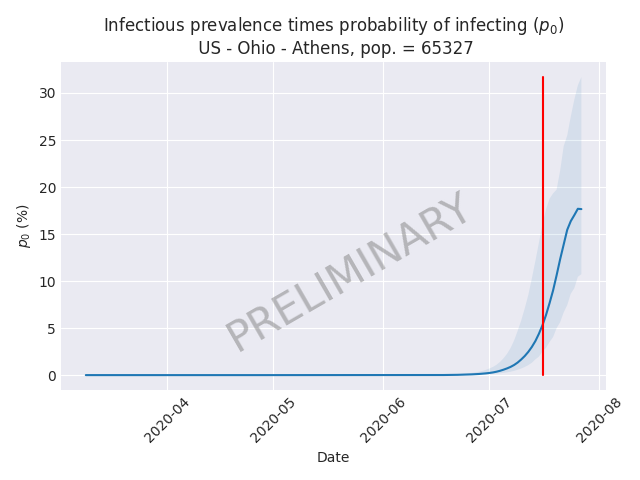 Infectious prevalence times probability of infecting (p₀)
US - Ohio - Athens, pop. = 65327
30
25
20
15
10
5
0
p₀ (%)
PRELIMINARY
2020-04
2020-05
2020-06
2020-07
2020-08
Date